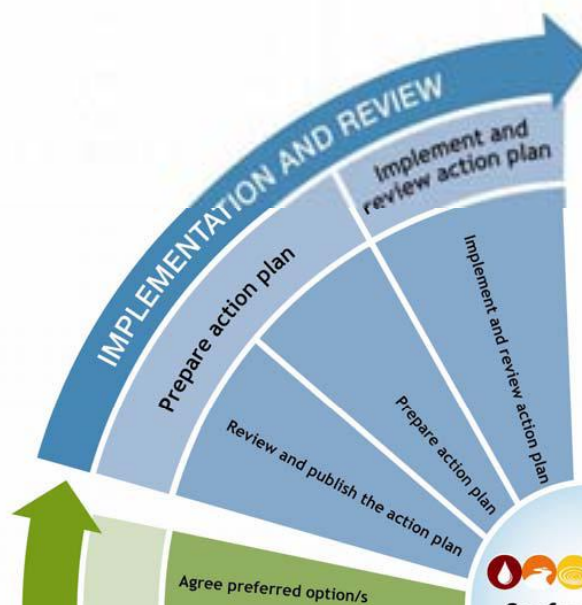 IMPLEMENTATION AND REVIEW
Implement and
review action plan
Prepare action plan
Implement and review action plan
Prepare action plan
Review and publish the action plan
Agree preferred option/s